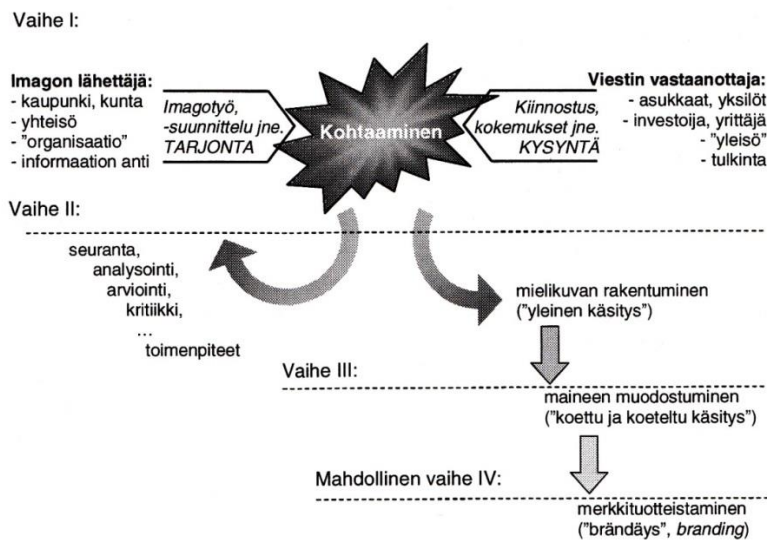 Vaihe I:
Imagon lähettäjä:
- kaupunki, kunta
- yhteisö
- "organisaatio"
- informaation anti
Imagotyö,
-suunnittelu jne.
TARJONTA
Kohtaaminen
Kiinnostus,
kokemukset jne.
KYSYNTÄ
Viestin vastaanottaja:
- asukkaat, yksilöt
- investoija, yrittäjä
- "yleisö"
- tulkinta
Vaihe II:
seuranta,
analysointi,
arviointi,
kritiikki,
...
toimenpiteet
mielikuvan rakentuminen
("yleinen käsitys")
Vaihe III:
maineen muodostuminen
("koettu ja koeteltu käsitys")
Mahdollinen vaihe IV:
merkkituotteistaminen
("brändäys", branding)